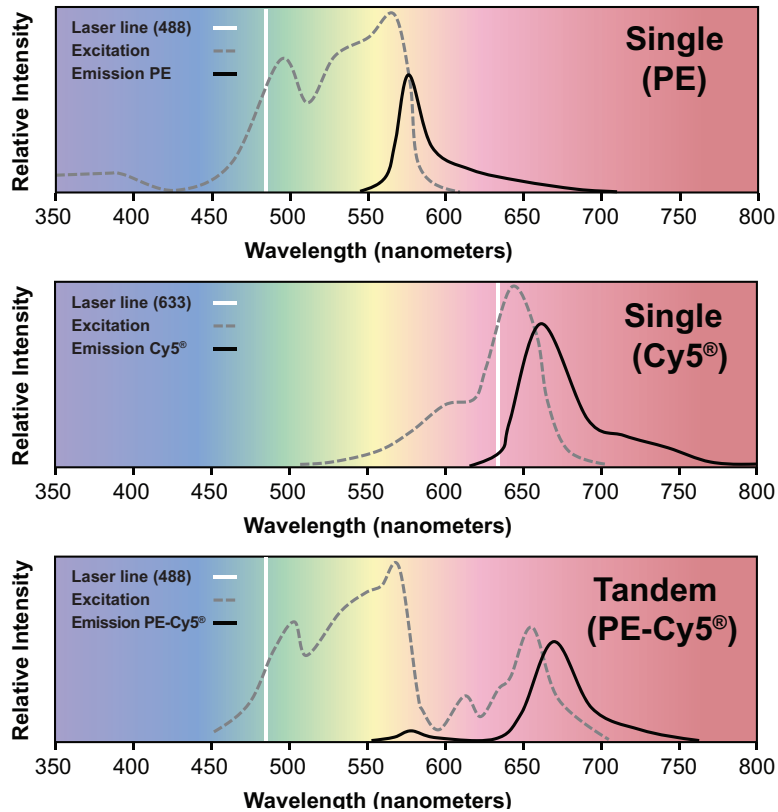 Relative Intensity
Laser line (488)
Excitation
Emission PE
Single
(PE)
350 400 450 500 550 600 650 700 750 800
Wavelength (nanometers)
Relative Intensity
Laser line (633)
Excitation
Emission Cy5®
Single
(Cy5®)
350 400 450 500 550 600 650 700 750 800
Wavelength (nanometers)
Relative Intensity
Laser line (488)
Excitation
Emission PE-Cy5®
Tandem
(PE-Cy5®)
350 400 450 500 550 600 650 700 750 800
Wavelength (nanometers)